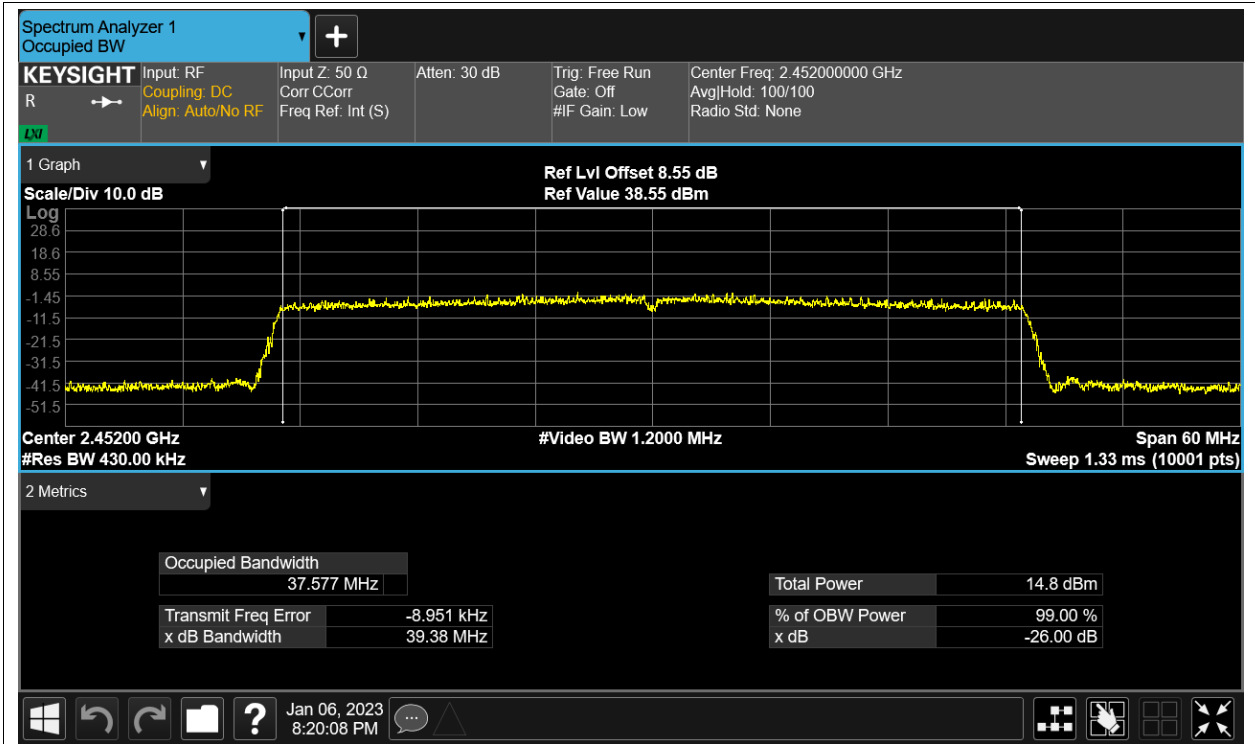 Spectrum Analyzer 1
Occupied BW
KEYSIGHT
R
LXI
Input: RF
Coupling: DC
Align: Auto/No RF
Input Z: 50 Ω
Corr CCorr
Freq Ref: Int (S)
Atten: 30 dB
Trig: Free Run
Gate: Off
#IF Gain: Low
Center Freq: 2.452000000 GHz
Avg|Hold: 100/100
Radio Std: None
1 Graph
Scale/Div 10.0 dB
Ref Lvl Offset 8.55 dB
Ref Value 38.55 dBm
Log
28.6
18.6
8.55
-1.45
-11.5
-21.5
-31.5
-41.5
-51.5
Center 2.45200 GHz
#Video BW 1.2000 MHz
Span 60 MHz
#Res BW 430.00 kHz
Sweep 1.33 ms (10001 pts)
2 Metrics
Occupied Bandwidth
37.577 MHz
Total Power 14.8 dBm
Transmit Freq Error -8.951 kHz
% of OBW Power 99.00 %
x dB Bandwidth 39.38 MHz
x dB -26.00 dB
?
Jan 06, 2023
8:20:08 PM